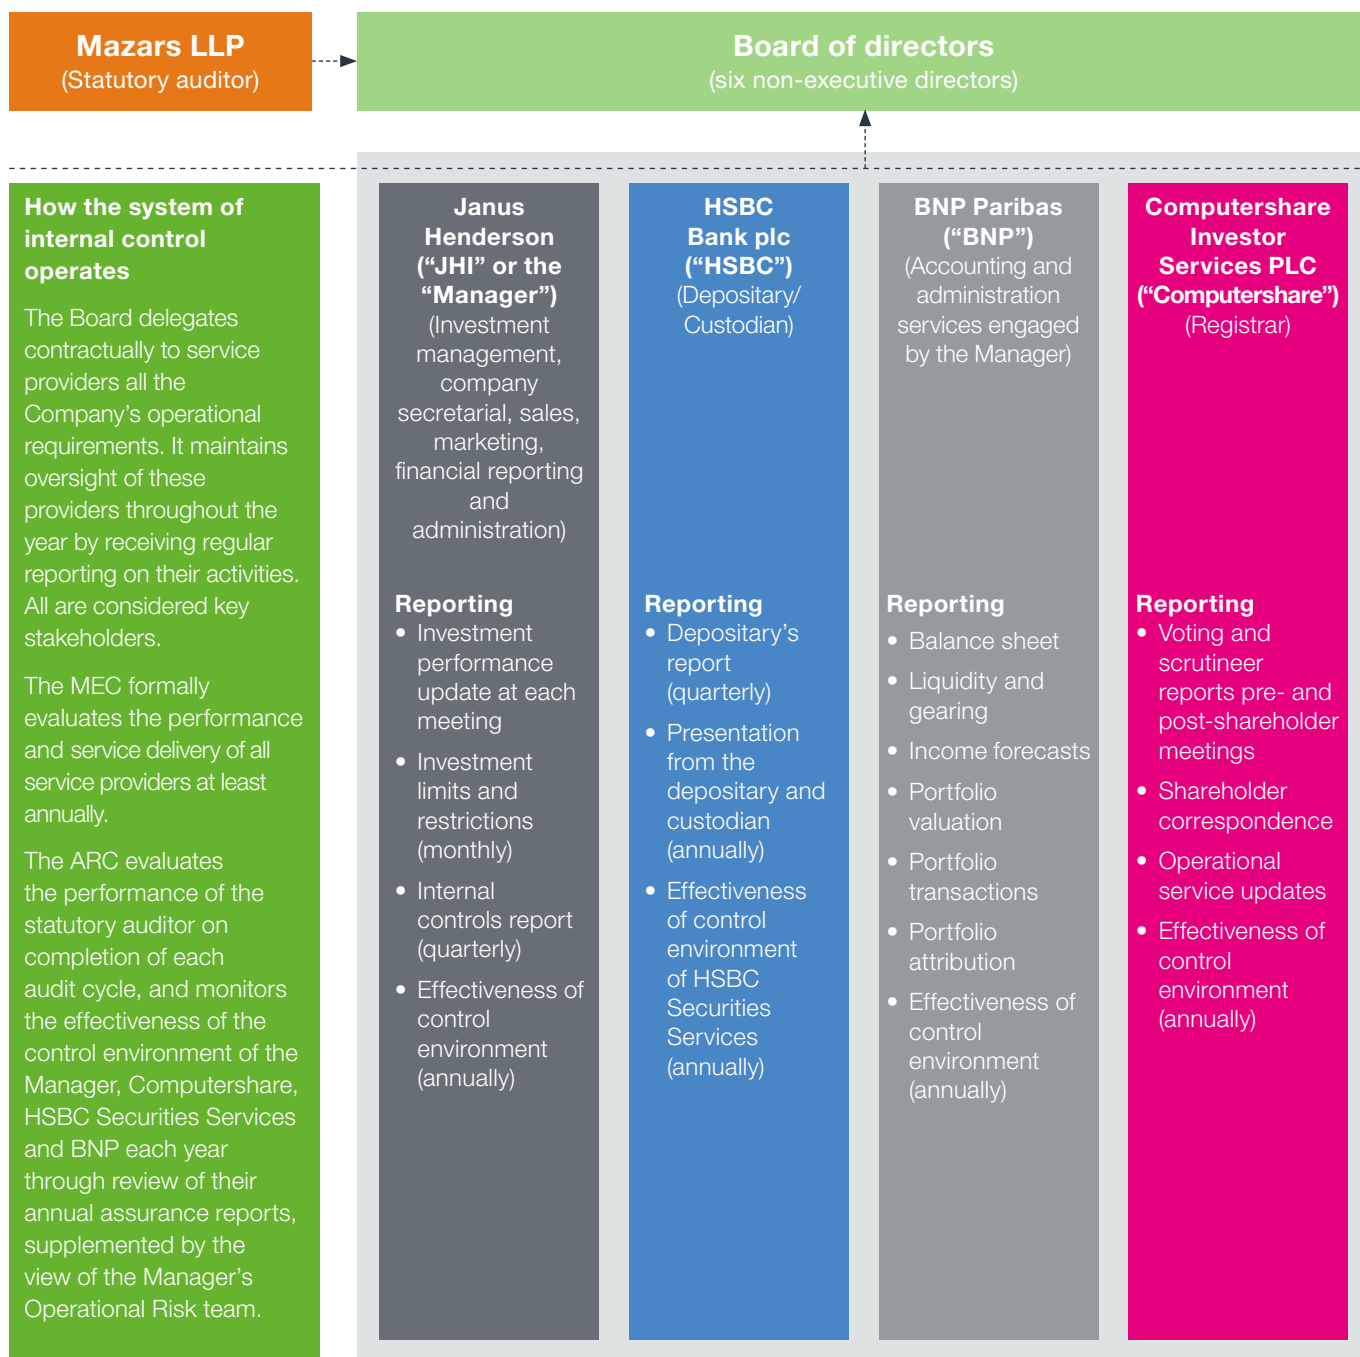 Mazars LLP
(Statutory auditor)
Board of directors
(six non-executive directors)
How the system of
internal control
operates
The Board delegates
contractually to service
providers all the
Company’s operational
requirements. It maintains
oversight of these
providers throughout the
year by receiving regular
reporting on their activities.
All are considered key
stakeholders.
The MEC formally
evaluates the performance
and service delivery of all
service providers at least
annually.
The ARC evaluates
the performance of the
statutory auditor on
completion of each
audit cycle, and monitors
the effectiveness of the
control environment of the
Manager, Computershare,
HSBC Securities Services
and BNP each year
through review of their
annual assurance reports,
supplemented by the
view of the Manager’s
Operational Risk team.
Janus
Henderson
(“JHI” or the
“Manager”)
(Investment
management,
company
secretarial, sales,
marketing,
financial reporting
and
administration)
Reporting
• Investment
performance
update at each
meeting
• Investment
limits and
restrictions
(monthly)
• Internal
controls report
(quarterly)
• Effectiveness of
control
environment
(annually)
HSBC
Bank plc
(“HSBC”)
(Depositary/
Custodian)
Reporting
• Depositary’s
report
(quarterly)
• Presentation
from the
depositary and
custodian
(annually)
• Effectiveness
of control
environment
of HSBC
Securities
Services
(annually)
BNP Paribas
(“BNP”)
(Accounting and
administration
services engaged
by the Manager)
Reporting
• Balance sheet
• Liquidity and
gearing
• Income forecasts
• Portfolio
valuation
• Portfolio
transactions
• Portfolio
attribution
• Effectiveness of
control
environment
(annually)
Computershare
Investor
Services PLC
(“Computershare”)
(Registrar)
Reporting
• Voting and
scrutineer
reports pre- and
post-shareholder
meetings
• Shareholder
correspondence
• Operational
service updates
• Effectiveness of
control
environment
(annually)